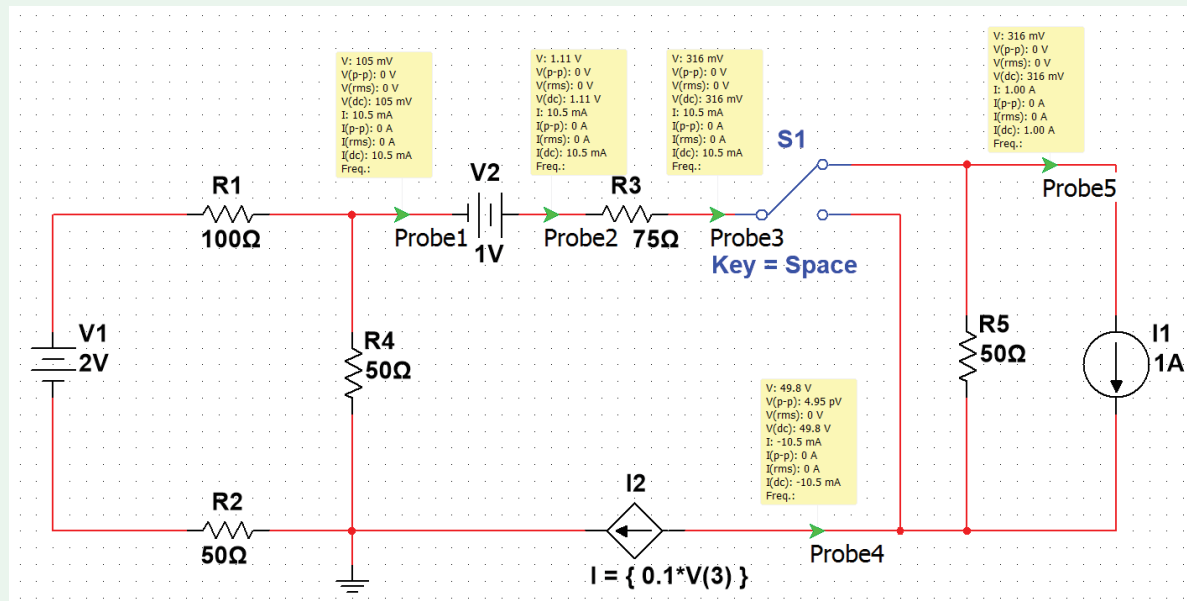 V: 105 mV
V(p-p): 0 V
V(rms): 0 V
V(dc): 105 mV
I: 10.5 mA
I(p-p): 0 A
I(rms): 0 A
I(dc): 10.5 mA
Freq.:
V: 1.11 V
V(p-p): 0 V
V(rms): 0 V
V(dc): 1.11 V
I: 10.5 mA
I(p-p): 0 A
I(rms): 0 A
I(dc): 10.5 mA
Freq.:
V: 316 mV
V(p-p): 0 V
V(rms): 0 V
V(dc): 316 mV
I: 10.5 mA
I(p-p): 0 A
I(rms): 0 A
I(dc): 10.5 mA
Freq.:
V: 316 mV
V(p-p): 0 V
V(rms): 0 V
V(dc): 316 mV
I: 1.00 A
I(p-p): 0 A
I(rms): 0 A
I(dc): 1.00 A
Freq.:
R1
100Ω
Probe1
V2
1V
Probe2
R3
75Ω
Probe3
S1
Key = Space
Probe5
V1
2V
R4
50Ω
R5
50Ω
I1
1A
V: 49.8 V
V(p-p): 4.95 pV
V(rms): 0 V
V(dc): 49.8 V
I: -10.5 mA
I(p-p): 0 A
I(rms): 0 A
I(dc): -10.5 mA
Freq.:
R2
50Ω
I2
I = { 0.1*V(3) }
Probe4